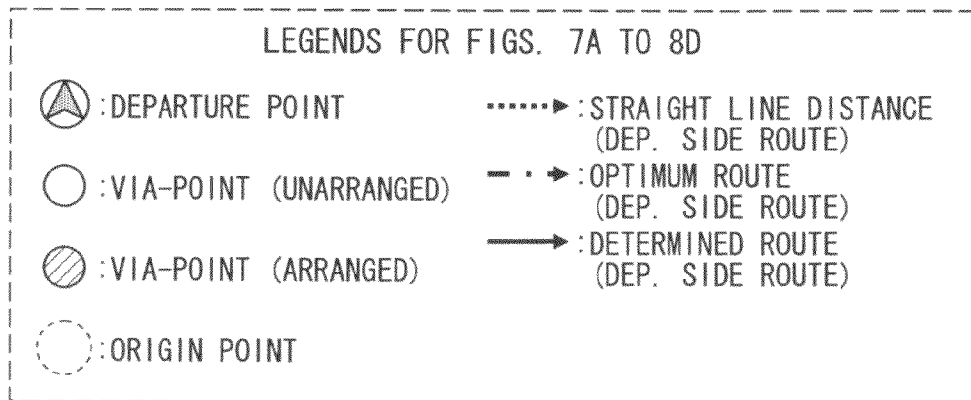 LEGENDS FOR FIGS. 7A TO 8D
:DEPARTURE POINT
:VIA-POINT (UNARRANGED)
:VIA-POINT (ARRANGED)
:ORIGIN POINT
:STRAIGHT LINE DISTANCE
(DEP. SIDE ROUTE)
:OPTIMUM ROUTE
(DEP. SIDE ROUTE)
:DETERMINED ROUTE
(DEP. SIDE ROUTE)